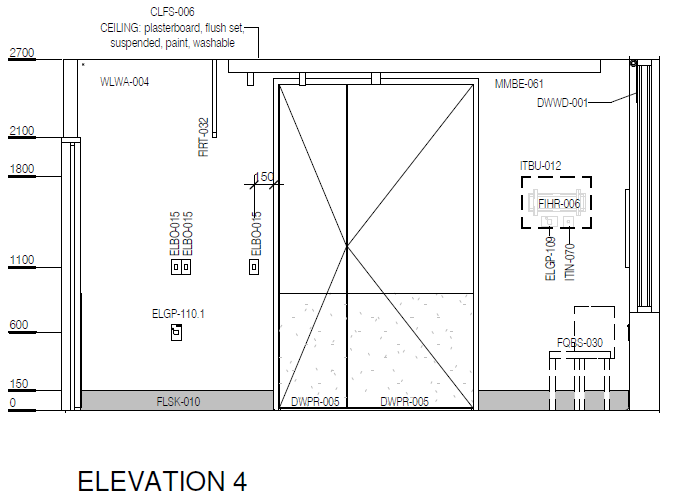 CLFS-006
CEILING: plasterboard, flush set,
suspended, paint, washable
2700
WLWA-004
MMBE-061
DWWD-001
FIRT-032
2100
1800
150
ITBU-012
FIHR-006
ELBO-015
ELBO-015
ELBO-015
ELGP-109
ITIN-070
1100
ELGP-110.1
600
FQBS-030
150
0
FLSK-010
DWPR-005
DWPR-005
ELEVATION 4